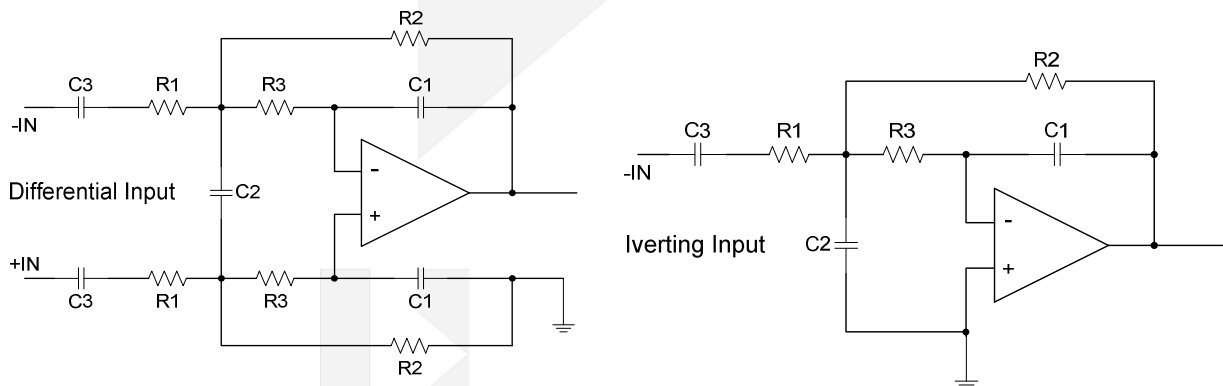 R2
C3 R1 R3 C1
-IN
-
Differential Input
C2
+
+IN
C3 R1 R3 C1
R2
R2
C3 R1 R3 C1
-IN
-
Iverting Input
C2
+